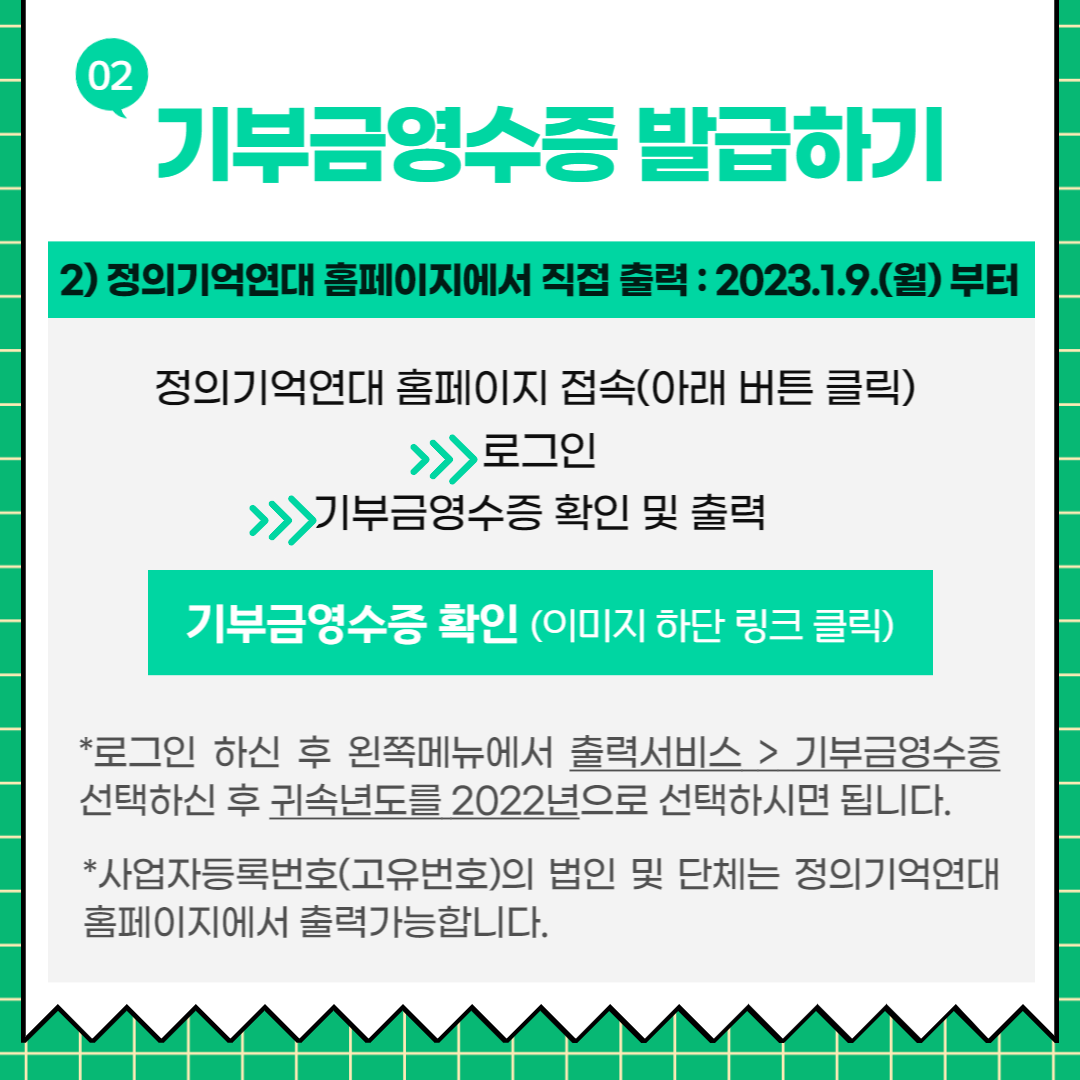 02
기부금영수증 발급하기
2) 정의기억연대 홈페이지에서 직접 출력 : 2023.1.9.(월) 부터
정의기억연대 홈페이지 접속(아래 버튼 클릭)
로그인
기부금영수증 확인 및 출력
기부금영수증 확인 (이미지 하단 링크 클릭)
*로그인 하신 후 왼쪽메뉴에서 출력서비스 > 기부금영수증
선택하신 후 귀속년도를 2022년으로 선택하시면 됩니다.
*사업자등록번호(고유번호)의 법인 및 단체는 정의기억연대
홈페이지에서 출력가능합니다.